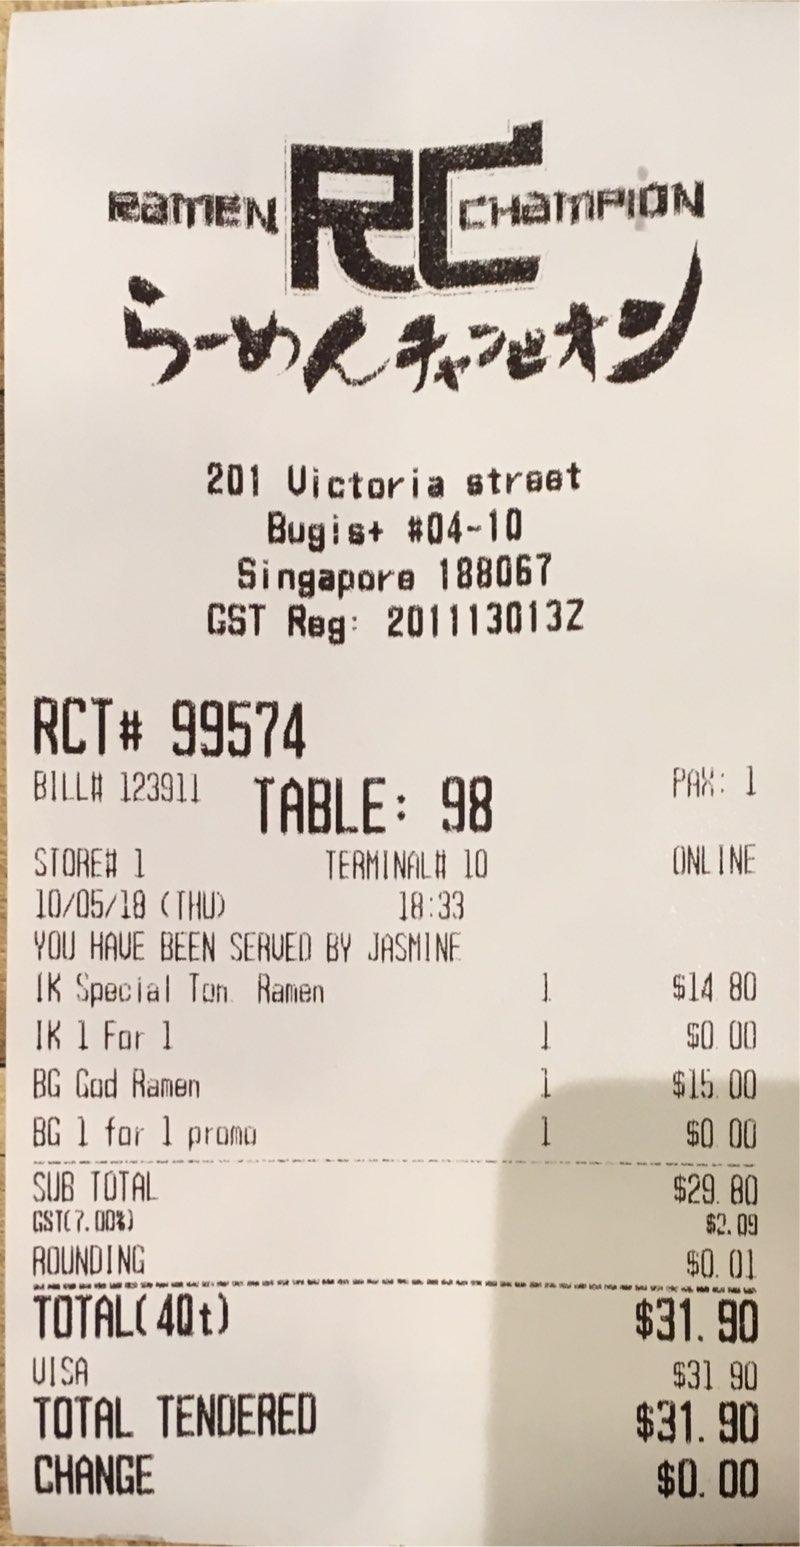 RAMEN RC CHAMPION
らーめんチャンピオン
201 Victoria street
Bugis+ #04-10
Singapore 188067
GST Reg: 201113013Z
RCT# 99574
BILL# 123911 TABLE: 98 PAX: 1
STORE# 1 TERMINAL# 10 ONLINE
10/05/18 (THU) 18:33
YOU HAVE BEEN SERVED BY JASMINE
IK Special Ton. Ramen 1 $14.80
IK 1 For 1 1 $0.00
BG God Ramen 1 $15.00
BG 1 for 1 promo 1 $0.00
SUB TOTAL $29.80
GST(7.00%) $2.09
ROUNDING $0.01
TOTAL(4Qt) $31.90
VISA $31.90
TOTAL TENDERED $31.90
CHANGE $0.00